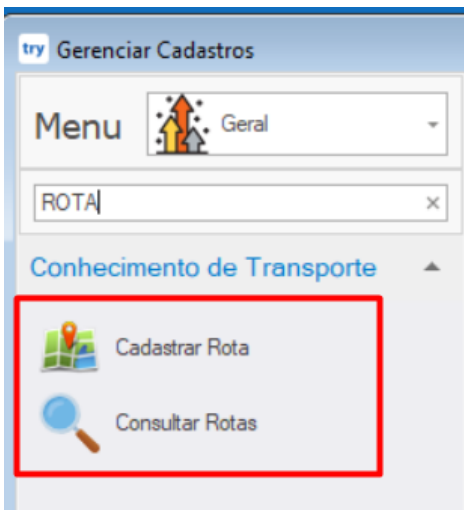 try Gerenciar Cadastros
Menu Geral
ROTA
Conhecimento de Transporte
Cadastrar Rota
Consultar Rotas